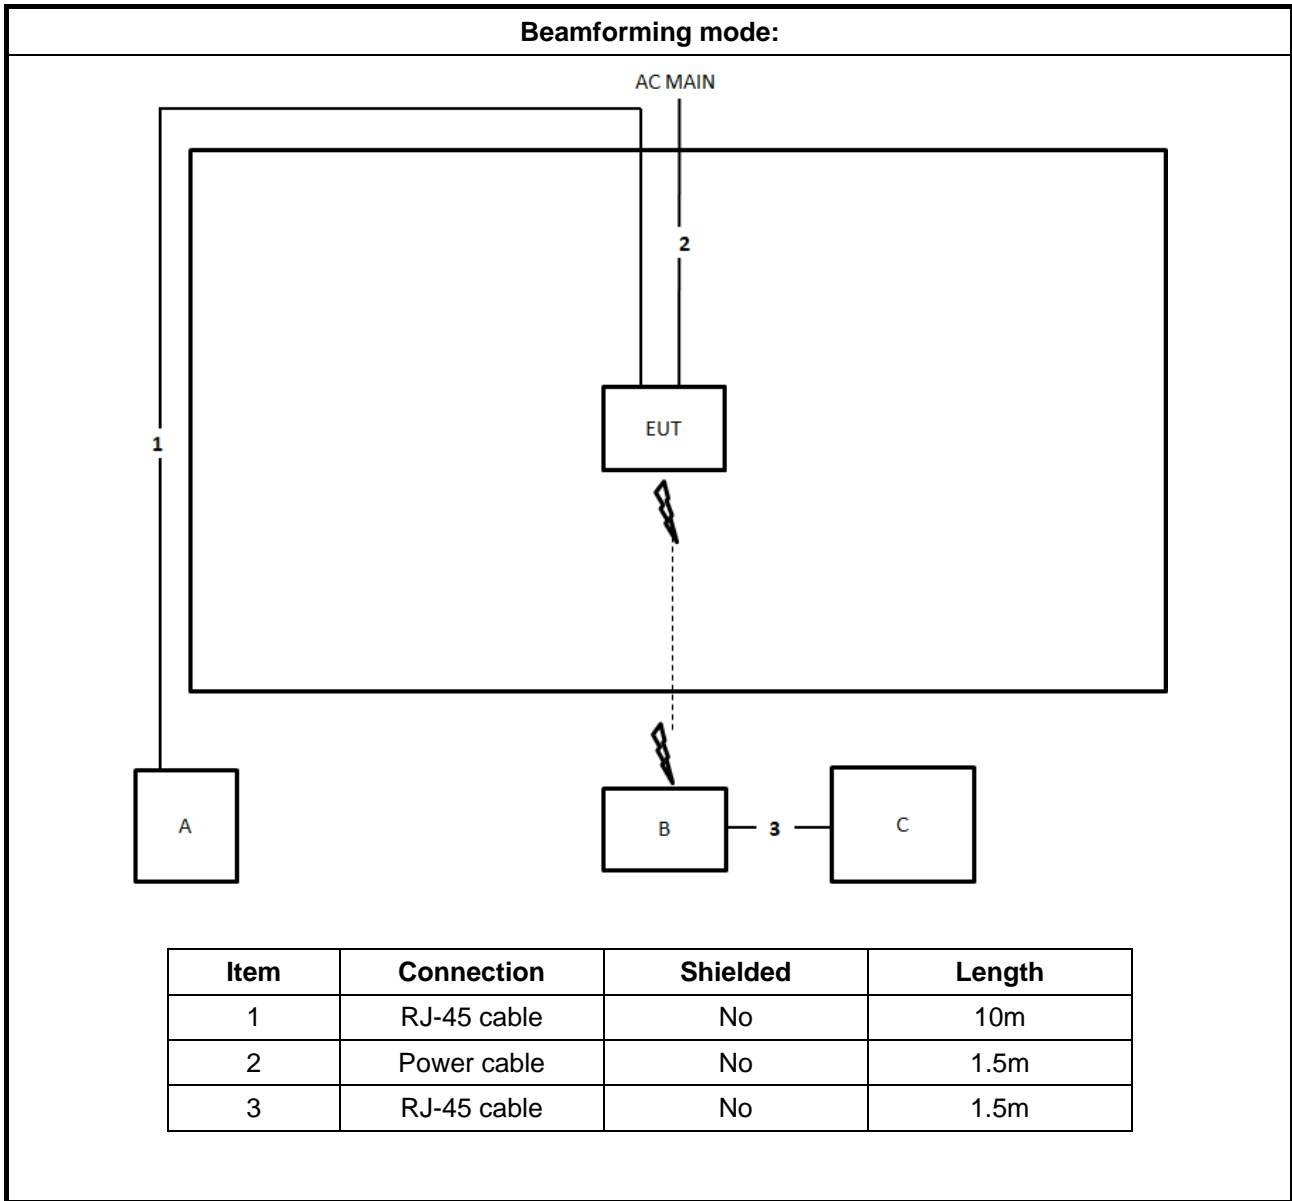 Beamforming mode:
AC MAIN
2
EUT
1
A
B
3
C
Item Connection Shielded Length
1 RJ-45 cable No 10m
2 Power cable No 1.5m
3 RJ-45 cable No 1.5m